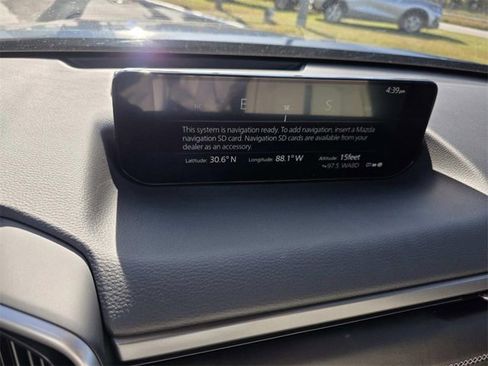 4:39pm
E S
This system is navigation ready. To add navigation, insert a Mazda
navigation SD card. Navigation SD cards are available from your
dealer as an accessory.
Latitude: 30.6° N Longitude: 88.1° W Altitude: 15feet
97.5 WABD